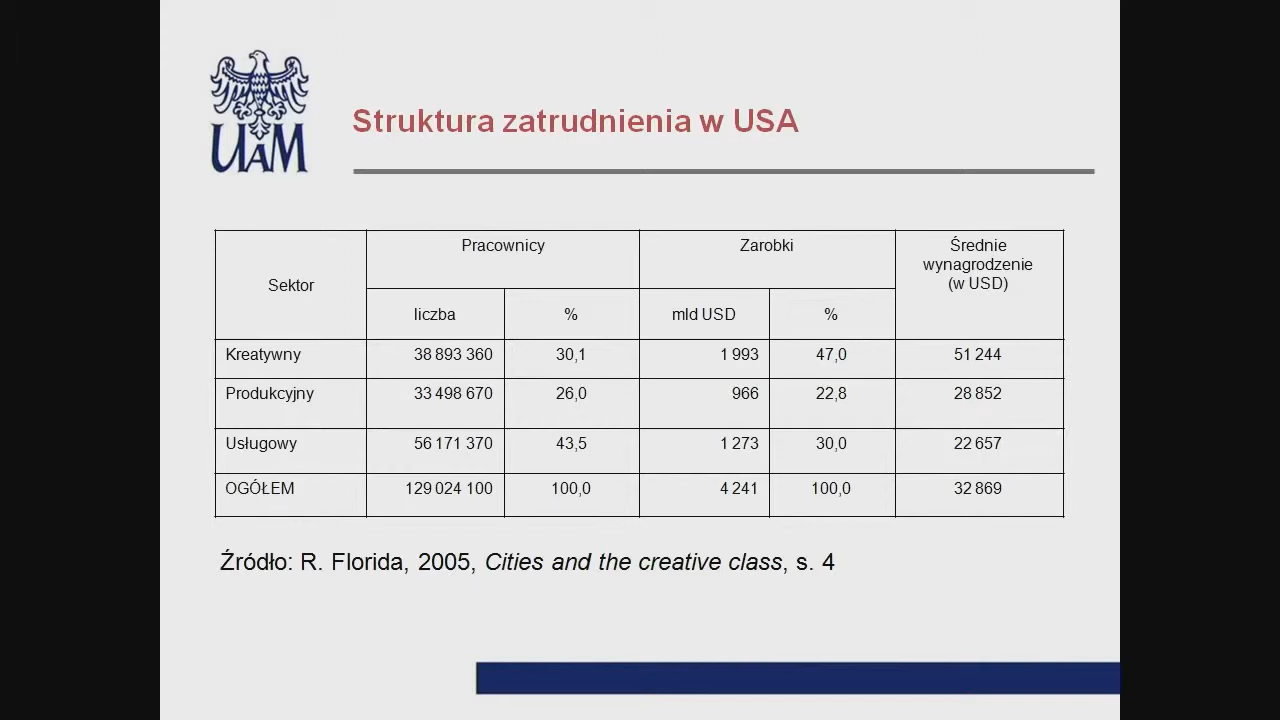 UAM
Struktura zatrudnienia w USA
Sektor Pracownicy Zarobki Średnie wynagrodzenie (w USD)
liczba % mld USD %
Kreatywny 38 893 360 30,1 1 993 47,0 51 244
Produkcyjny 33 498 670 26,0 966 22,8 28 852
Usługowy 56 171 370 43,5 1 273 30,0 22 657
OGÓŁEM 129 024 100 100,0 4 241 100,0 32 869
Źródło: R. Florida, 2005, Cities and the creative class, s. 4